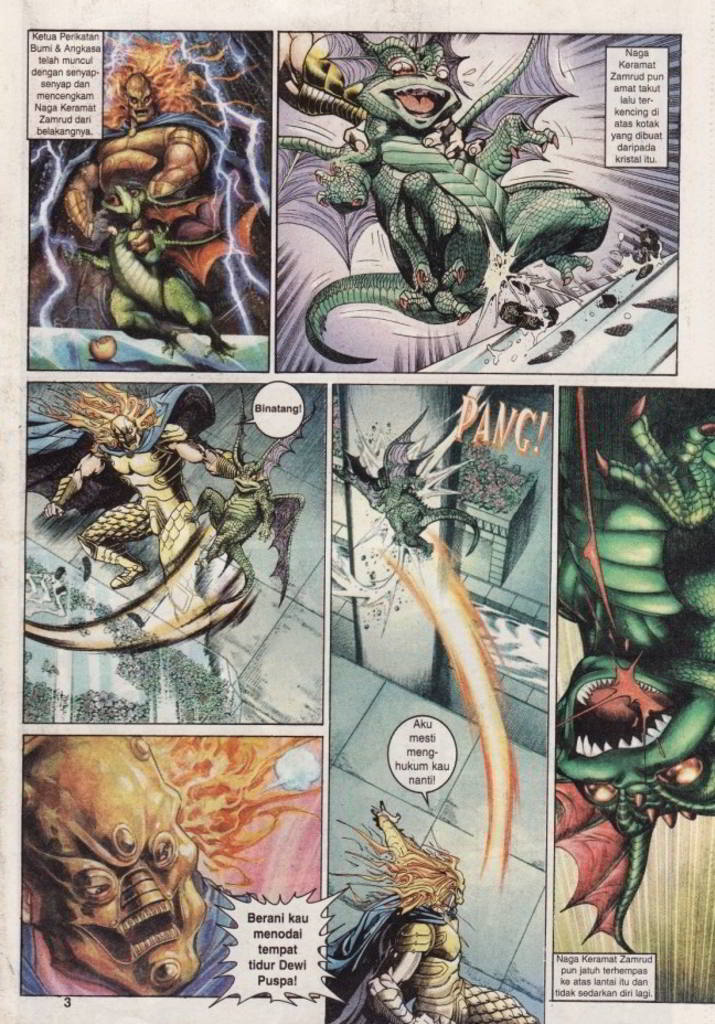 Ketua Perikatan
Bumi & Angkasa
telah muncul
dengan senyap-
senyap dan
mencengkam
Naga Keramat
Zamrud dari
belakangnya.
Naga
Keramat
Zamrud pun
amat takut
lalu ter-
kencing di
atas kotak
yang dibuat
daripada
kristal itu.
Binatang!
PANG!
Aku
mesti
meng-
hukum kau
nanti!
Berani kau
menodai
tempat
tidur Dewi
Puspa!
Naga Keramat Zamrud
pun jatuh terhempas
ke atas lantai itu dan
tidak sedarkan diri lagi.
3